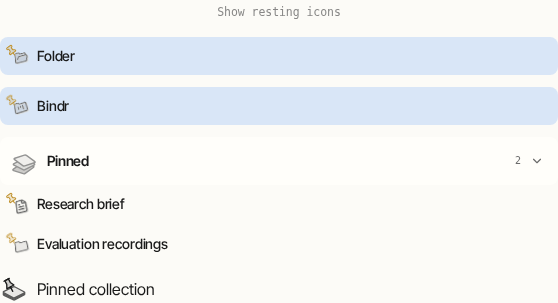 Show resting icons
Folder
Bindr
Pinned
2
Research brief
Evaluation recordings
Pinned collection